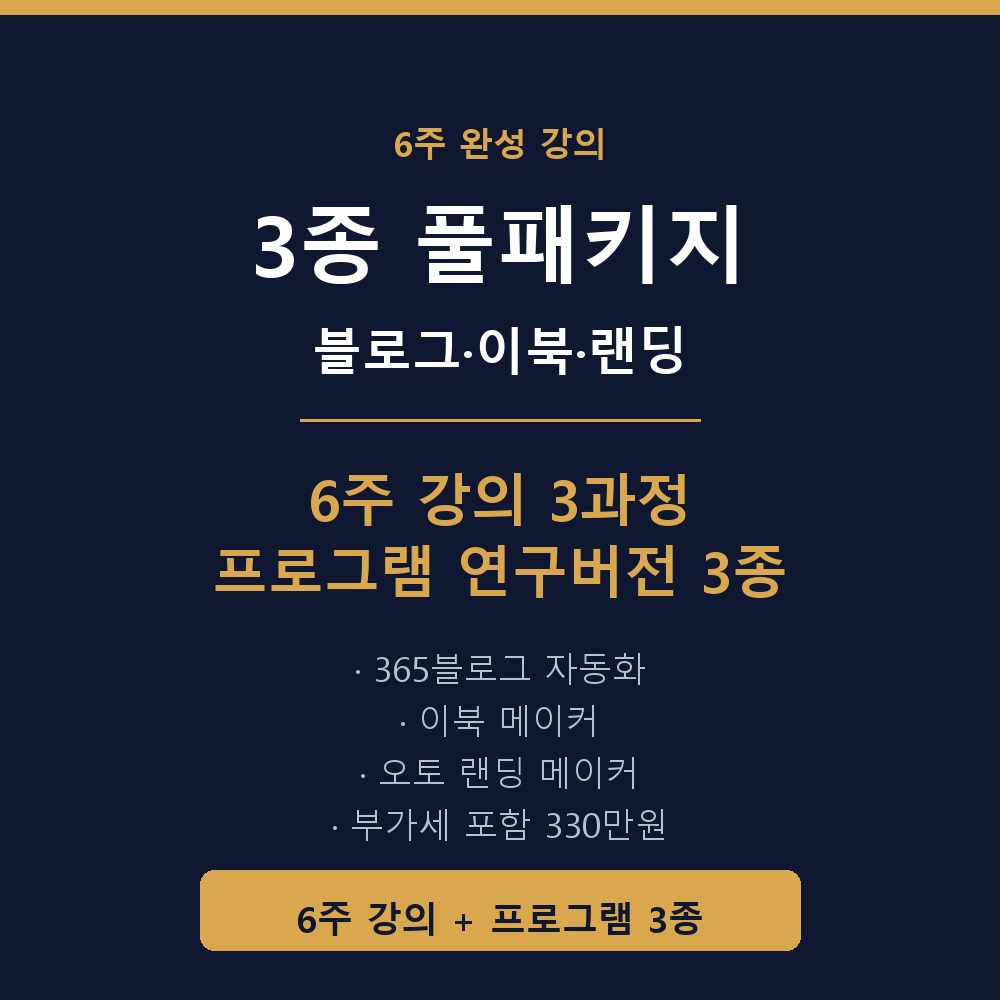 6주 완성 강의
3종 풀패키지
블로그·이북·랜딩
6주 강의 3과정
프로그램 연구버전 3종
· 365블로그 자동화
· 이북 메이커
· 오토 랜딩 메이커
· 부가세 포함 330만원
6주 강의 + 프로그램 3종